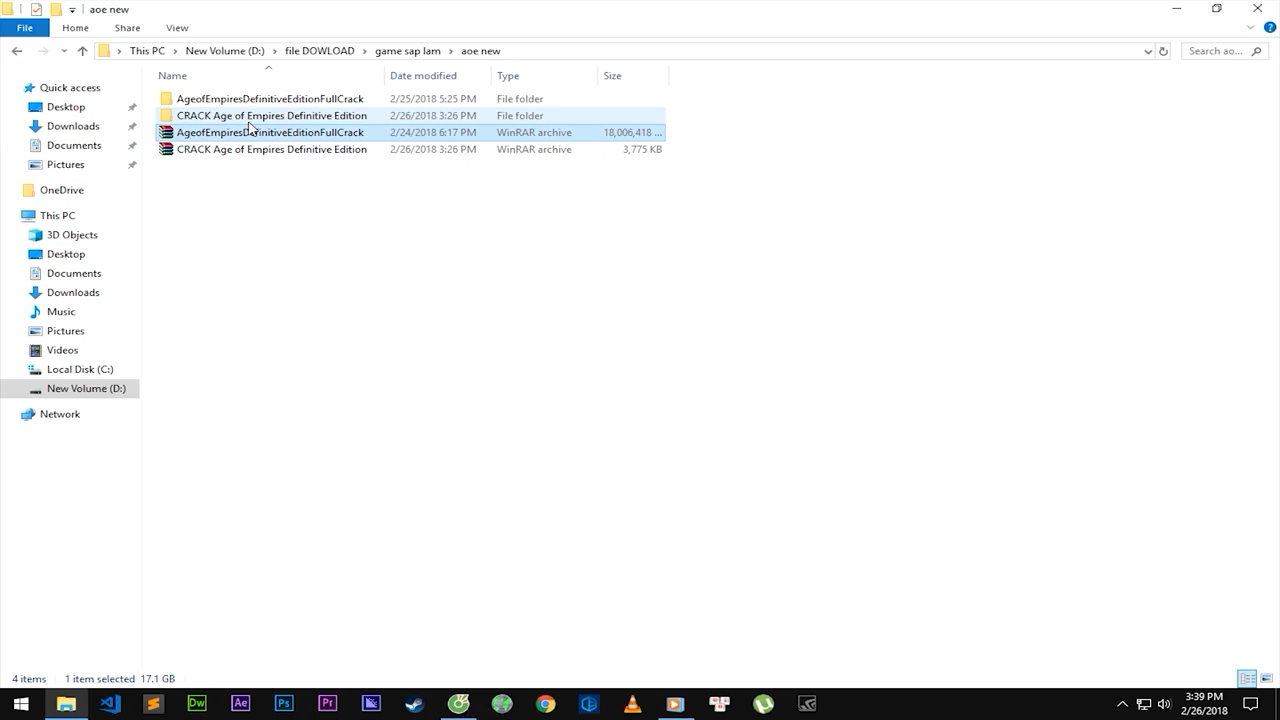 aoe new
File Home Share View
This PC New Volume (D:) file DOWLOAD game sap lam aoe new Search ao...
Name Date modified Type Size
Quick access
Desktop
Downloads
Documents
Pictures
OneDrive
This PC
3D Objects
Desktop
Documents
Downloads
Music
Pictures
Videos
Local Disk (C:)
New Volume (D:)
Network
AgeofEmpiresDefinitiveEditionFullCrack 2/25/2018 5:25 PM File folder
CRACK Age of Empires Definitive Edition 2/26/2018 3:26 PM File folder
AgeofEmpiresDefinitiveEditionFullCrack 2/24/2018 6:17 PM WinRAR archive 18,006,418 ...
CRACK Age of Empires Definitive Edition 2/26/2018 3:26 PM WinRAR archive 3,775 KB
4 items 1 item selected 17.1 GB
Dw Ae Ps Pr
3:39 PM
2/26/2018